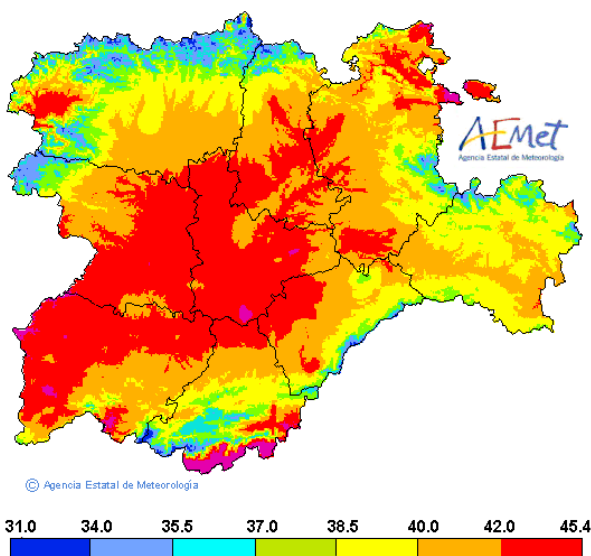 AEMet
Agencia Estatal de Meteorología
© Agencia Estatal de Meteorología
31.0 34.0 35.5 37.0 38.5 40.0 42.0 45.4